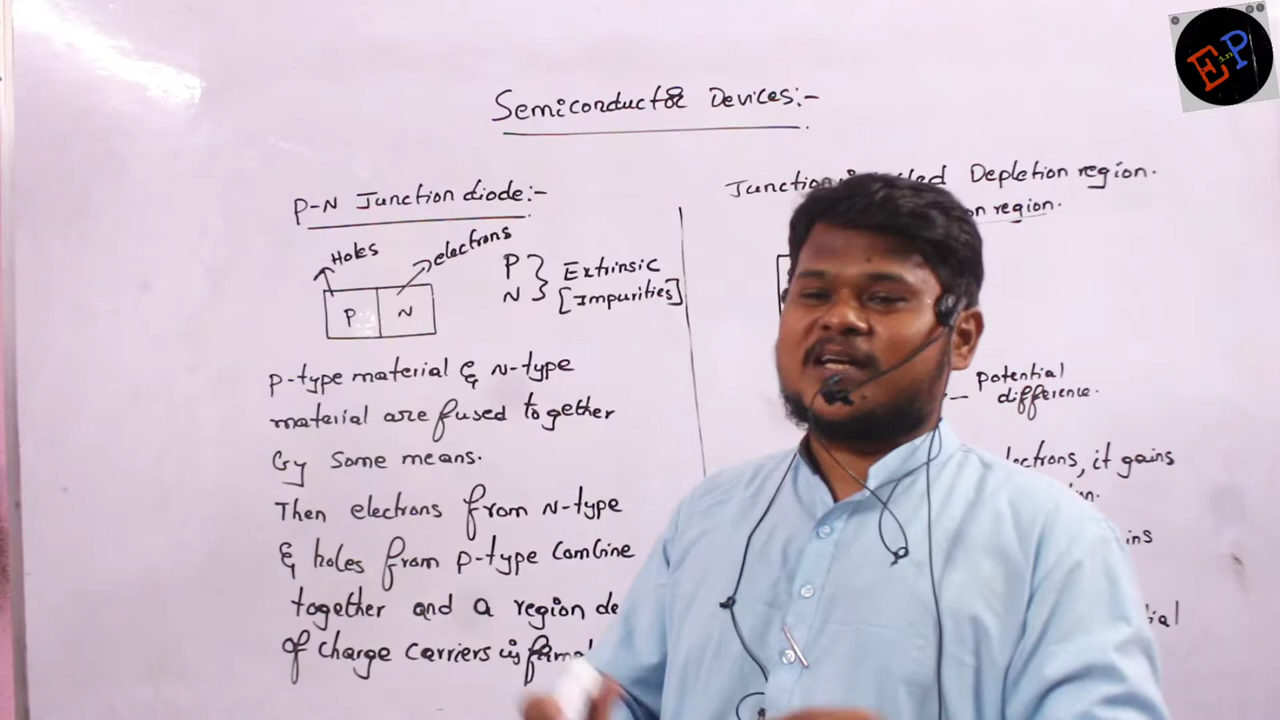 E in P
Semiconductor Devices:-
P-N Junction diode:-
Holes
electrons
P
N
P
N
Extrinsic
[Impurities]
P-type material & N-type
material are fused together
by some means.
Then electrons from N-type
& holes from P-type combine
together and a region de
of charge carriers is
Junction Depletion region.
region.
Potential
difference.
lectrons, it gains
ins
ial